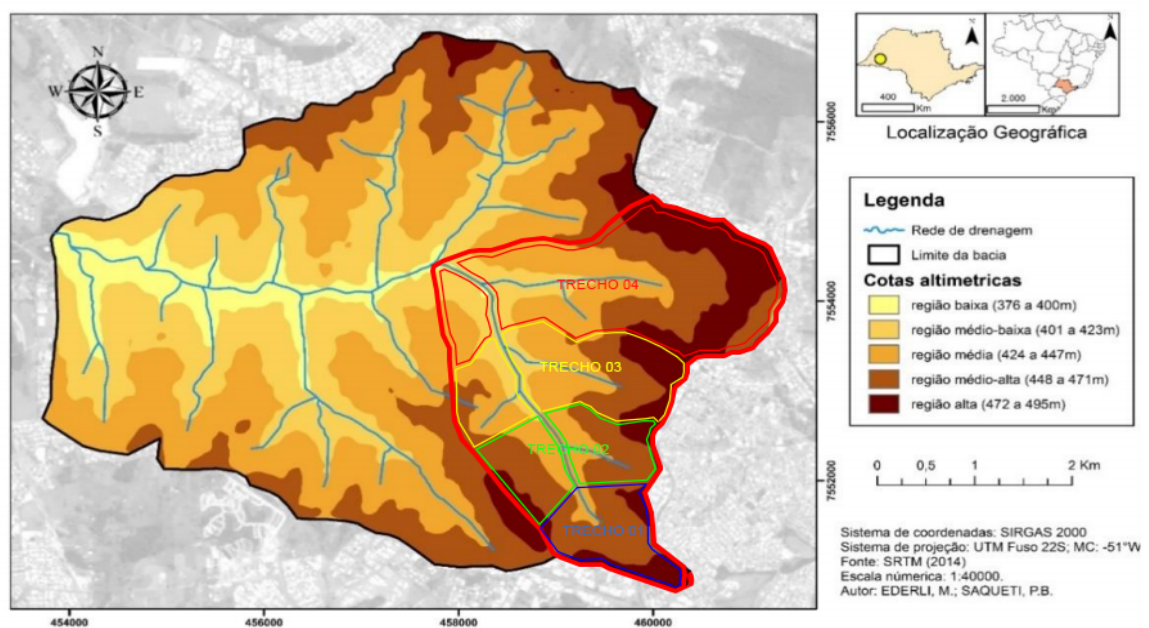 N
W E
S
TRECHO 04
TRECHO 03
TRECHO 02
TRECHO 01
454000
456000
458000
460000
7556000
7554000
7552000
400
Km
2.000
Km
Localização Geográfica
Legenda
Rede de drenagem
Limite da bacia
Cotas altimetricas
região baixa (376 a 400m)
região médio-baixa (401 a 423m)
região média (424 a 447m)
região médio-alta (448 a 471m)
região alta (472 a 495m)
0 0,5 1 2 Km
Sistema de coordenadas: SIRGAS 2000
Sistema de projeção: UTM Fuso 22S; MC: -51°W
Fonte: SRTM (2014)
Escala númerica: 1:40000.
Autor: EDERLI, M.; SAQUETI, P.B.